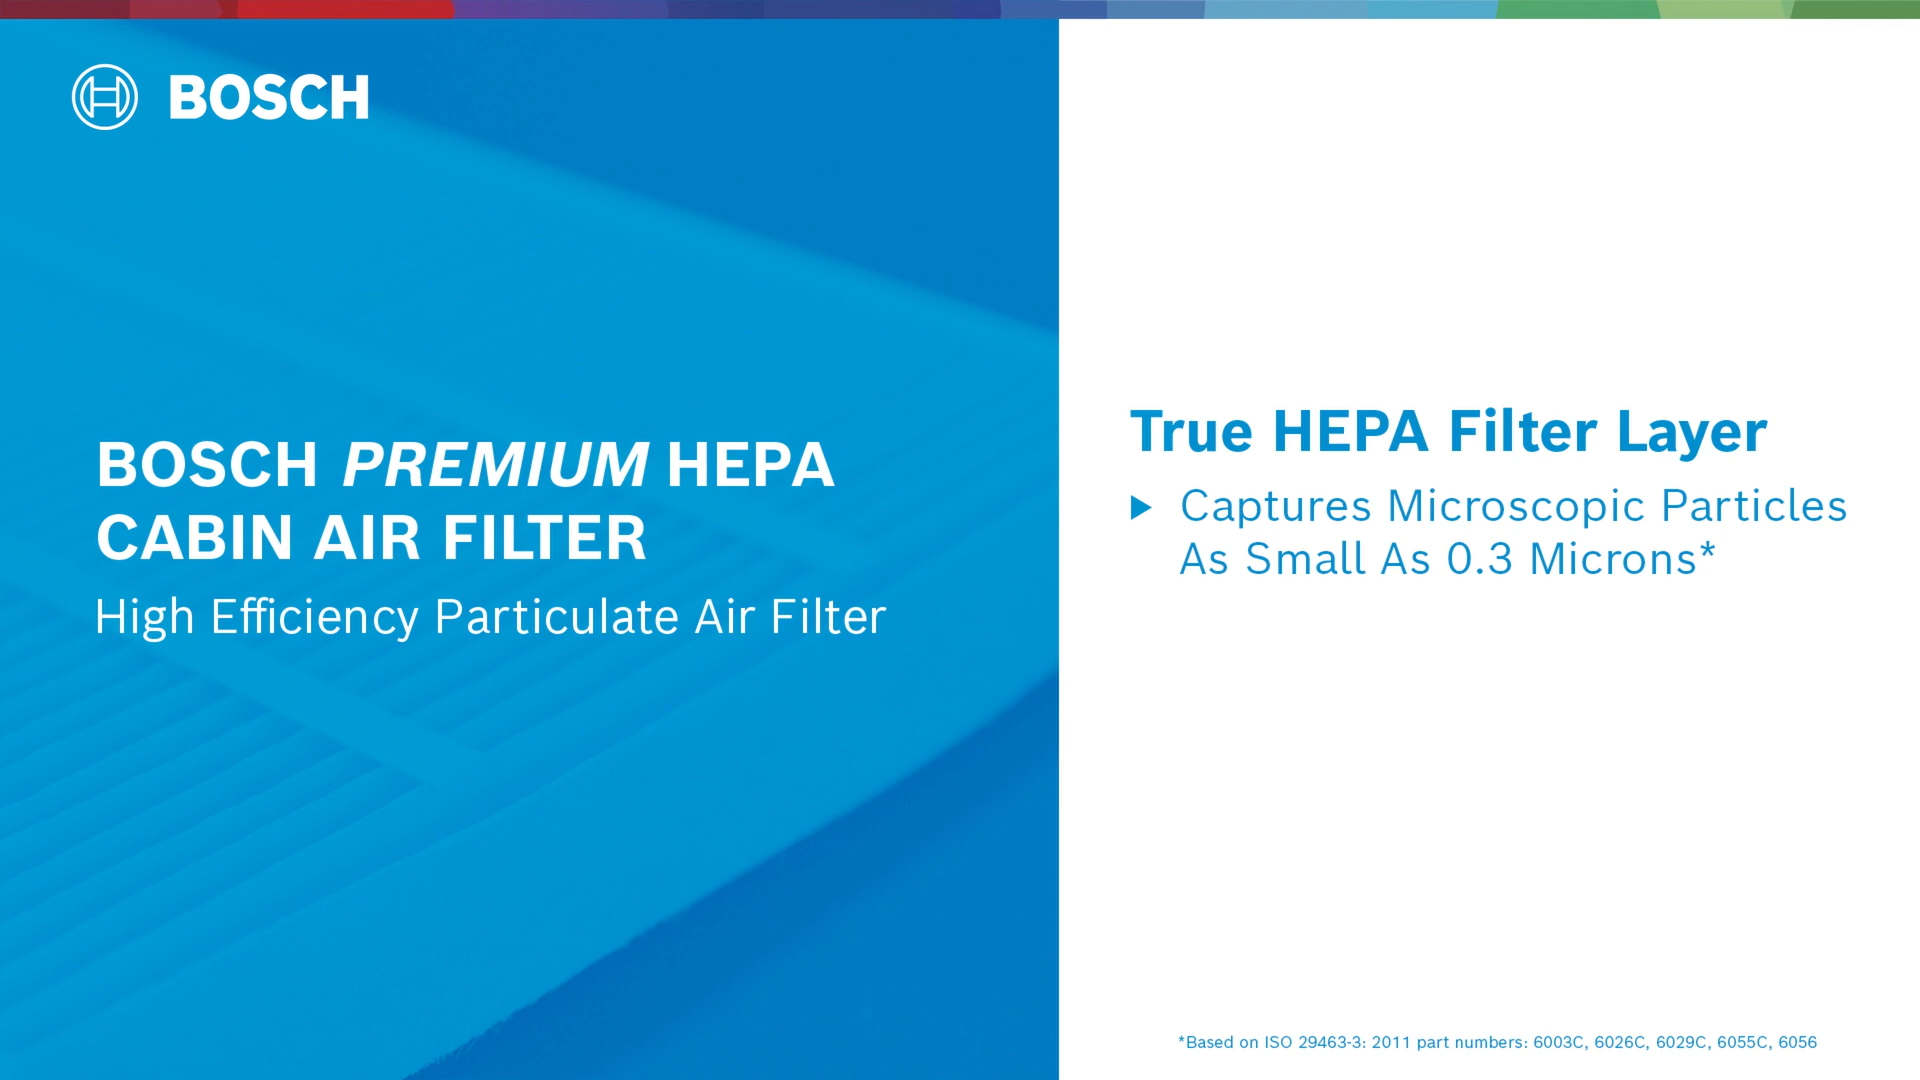 BOSCH
BOSCH PREMIUM HEPA
CABIN AIR FILTER
High Efficiency Particulate Air Filter
True HEPA Filter Layer
▶ Captures Microscopic Particles
As Small As 0.3 Microns*
*Based on ISO 29463-3: 2011 part numbers: 6003C, 6026C, 6029C, 6055C, 6056